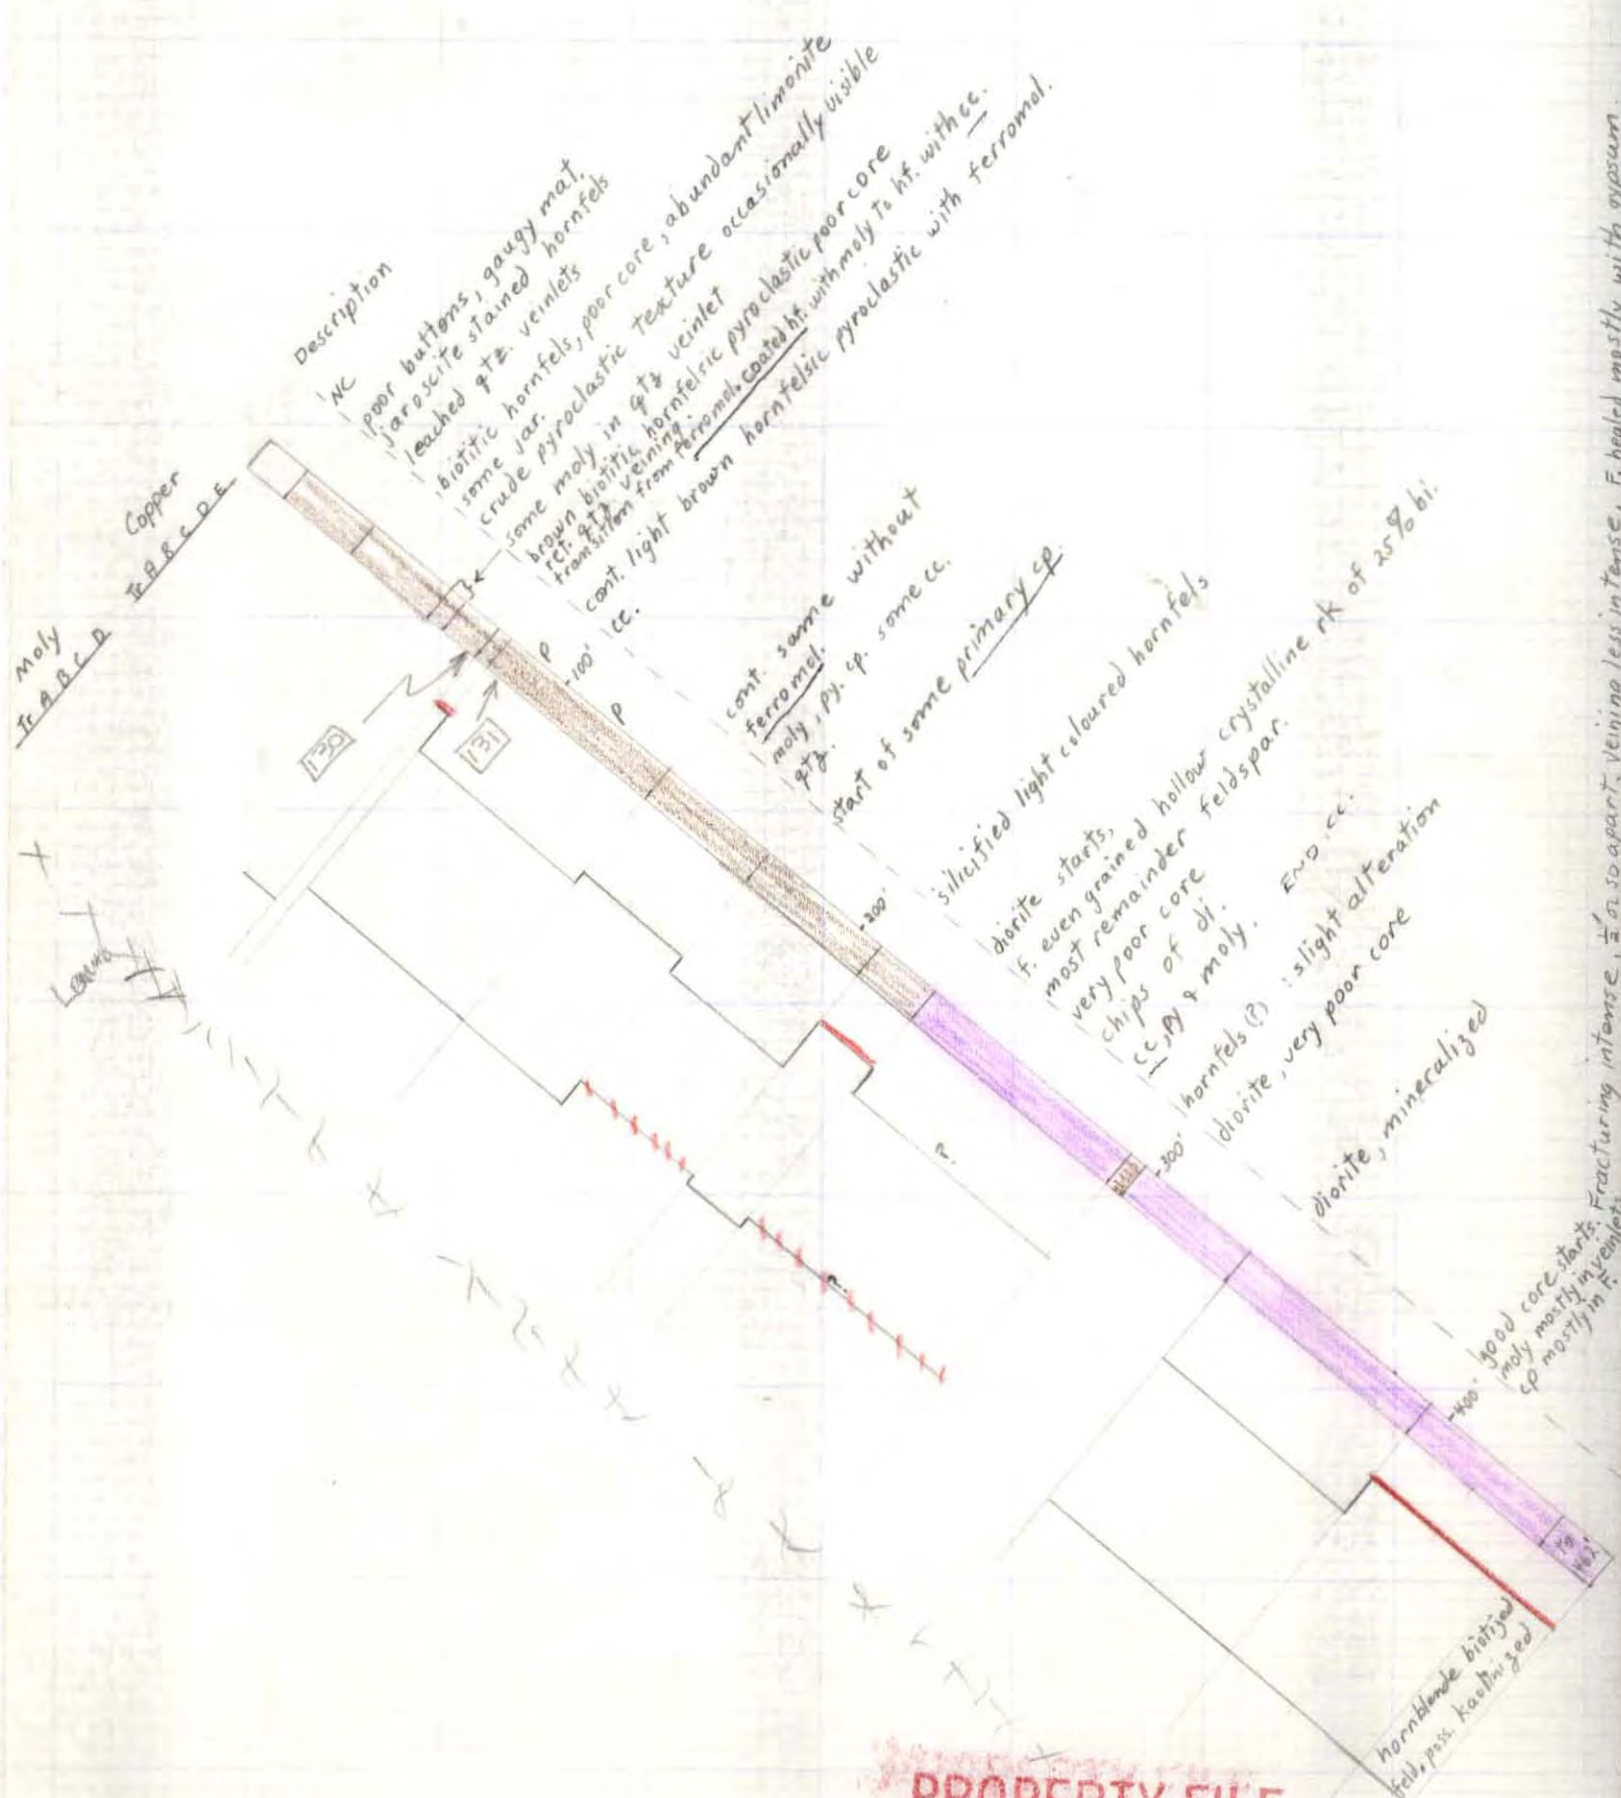 Description
NC
poor buttons, gaugy mat.
jaroscite stained hornfels
leached qtz. veinlets
biotitic hornfels, poor core, abundant limonite
some jar.
crude pyroclastic texture occasionally visible
some moly in qtz veinlet
brown biotitic hornfelsic pyroclastic poor core
ret. qtz veining.
transition from ferromol. coated hf. with moly to hf. with cc.
cont. light brown hornfelsic pyroclastic with ferromol.
cc.
cont. same without
ferromol.
moly, py. cp. some cc.
qtz.
start of some primary cp.
silicified light coloured hornfels
diorite starts,
f. even grained hollow crystalline rk of 25% bi.
most remainder feldspar.
very poor core
chips of di.
cc, py & moly. END. CC.
hornfels (?) : slight alteration
diorite, very poor core
diorite, mineralized
good core starts. Fracturing intense, ½" or so apart veining less intense F. healed mostly with gypsum.
moly mostly in veinlets
cp mostly in F.
Copper
Tr A B C D E
Moly
Tr A B C D
P
-100'
P
130
131
-200'
-300'
-400'
?
?
462'
hornblende biotized
feld. poss. kaolinized
PROPERTY FILE